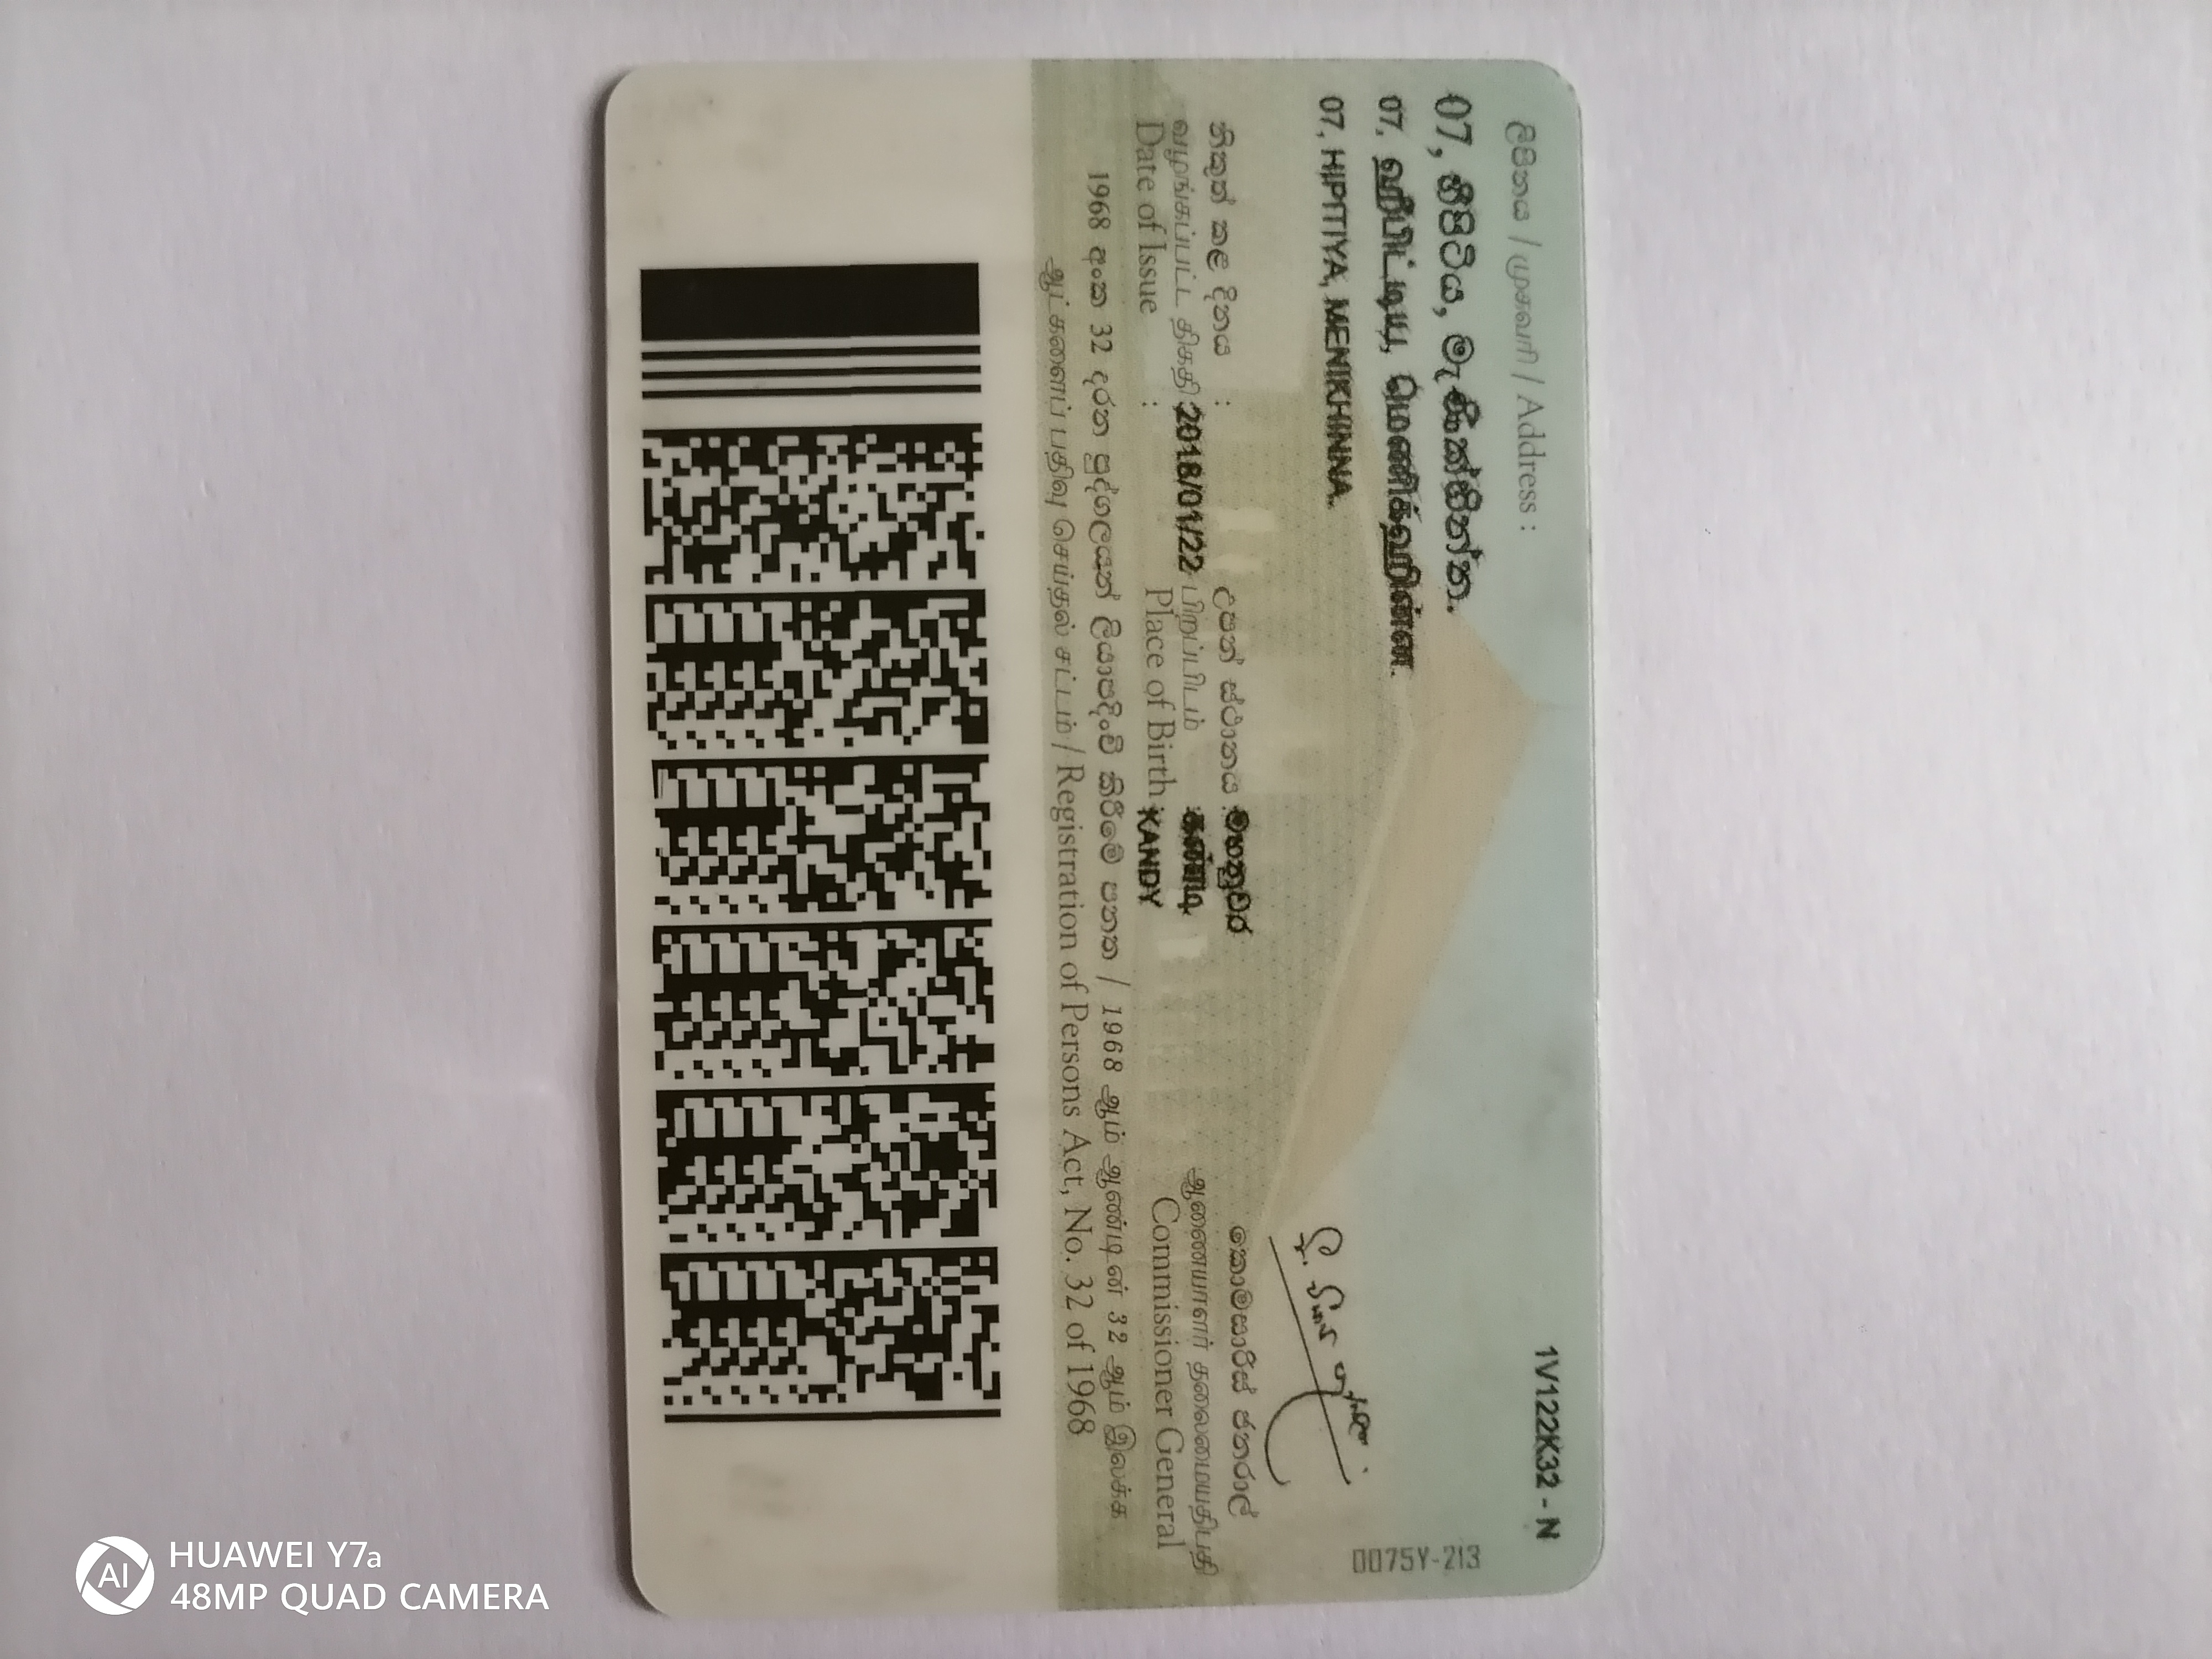 1V122K32 - N
ලිපිනය / முகவரி / Address :
07, හීපිටිය, මැණික්හින්න.
07, ஹீபிட்டிய, மெணிக்ஹின்ன.
07, HIPITIYA, MENIKHINNA.
0075Y-213
නිකුත් කළ දිනය : උපන් ස්ථානය : මහනුවර
வழங்கப்பட்ட திகதி : 2018/01/22 பிறப்பிடம் : கண்டி
Date of Issue : Place of Birth : KANDY
කොමසාරිස් ජනරාල්
ஆணையாளர் தலைமையதிபதி
Commissioner General
1968 අංක 32 දරන පුද්ගලයන් ලියාපදිංචි කිරීමේ පනත / 1968 ஆம் ஆண்டின் 32 ஆம் இலக்க
ஆட்களைப் பதிவு செய்தல் சட்டம் / Registration of Persons Act, No. 32 of 1968
AI
HUAWEI Y7a
48MP QUAD CAMERA